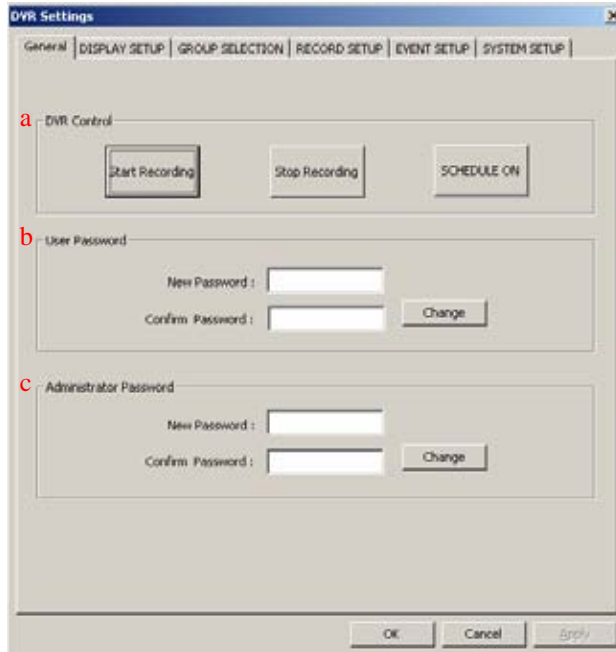 DVR Settings
General DISPLAY SETUP GROUP SELECTION RECORD SETUP EVENT SETUP SYSTEM SETUP
a DVR Control
Start Recording Stop Recording SCHEDULE ON
b User Password
New Password :
Confirm Password :
Change
c Administrator Password
New Password :
Confirm Password :
Change
OK Cancel Apply